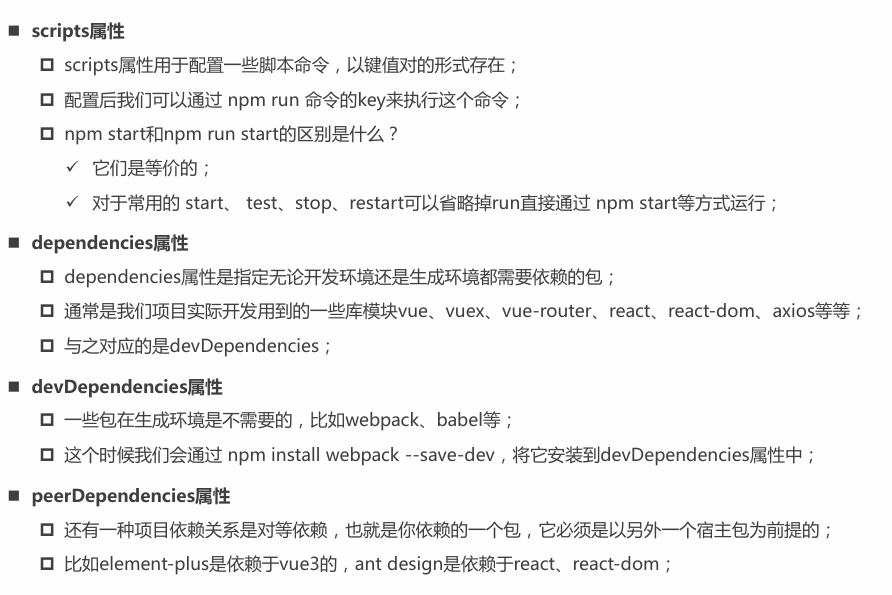 scripts属性
scripts属性用于配置一些脚本命令，以键值对的形式存在；
配置后我们可以通过 npm run 命令的key来执行这个命令；
npm start和npm run start的区别是什么？
它们是等价的；
对于常用的 start、 test、stop、restart可以省略掉run直接通过 npm start等方式运行；
dependencies属性
dependencies属性是指定无论开发环境还是生成环境都需要依赖的包；
通常是我们项目实际开发用到的一些库模块vue、vuex、vue-router、react、react-dom、axios等等；
与之对应的是devDependencies；
devDependencies属性
一些包在生成环境是不需要的，比如webpack、babel等；
这个时候我们会通过 npm install webpack --save-dev，将它安装到devDependencies属性中；
peerDependencies属性
还有一种项目依赖关系是对等依赖，也就是你依赖的一个包，它必须是以另外一个宿主包为前提的；
比如element-plus是依赖于vue3的，ant design是依赖于react、react-dom；